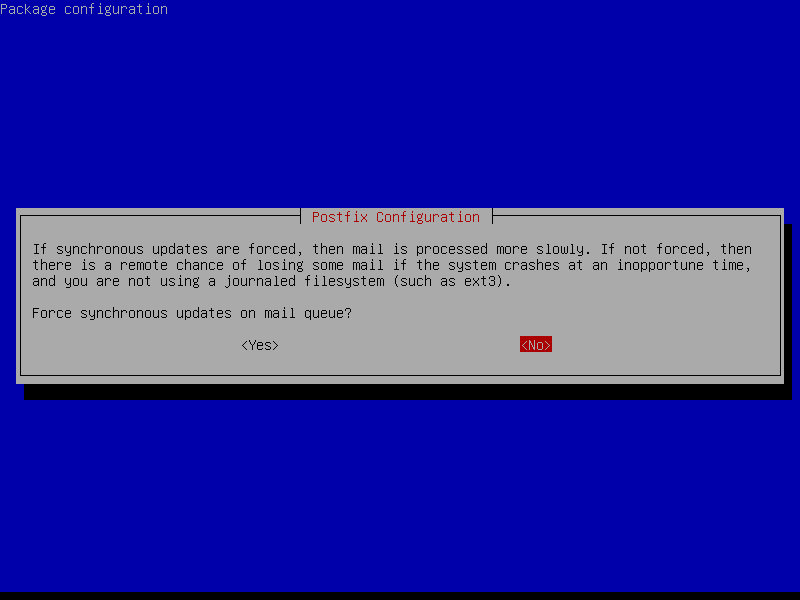 Package configuration
Postfix Configuration
If synchronous updates are forced, then mail is processed more slowly. If not forced, then
there is a remote chance of losing some mail if the system crashes at an inopportune time,
and you are not using a journaled filesystem (such as ext3).
Force synchronous updates on mail queue?
<Yes> <No>